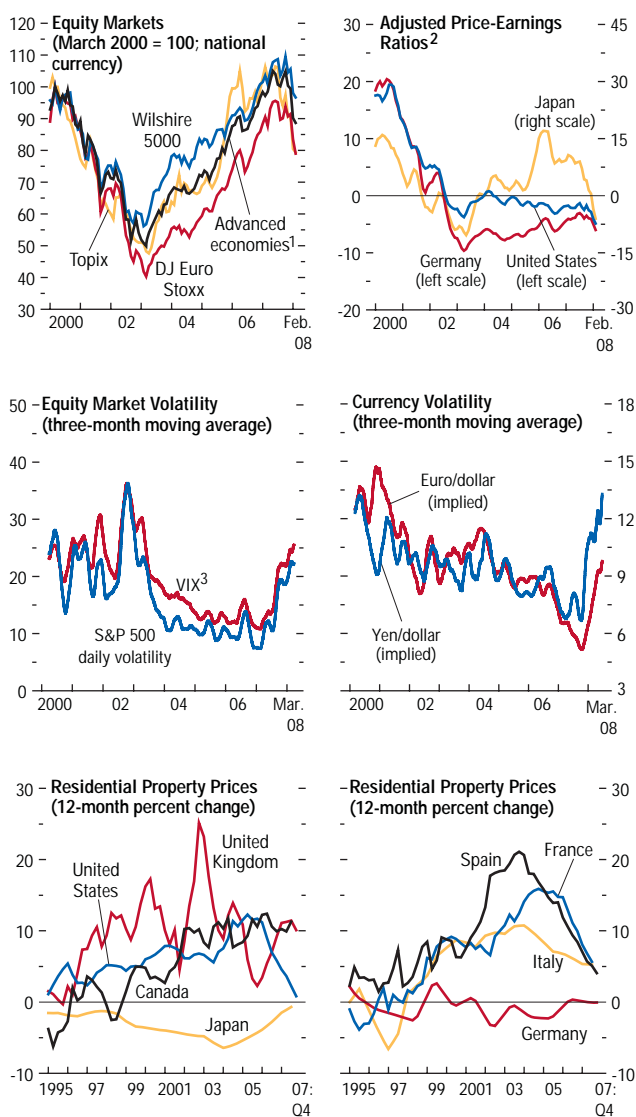 Equity Markets
(March 2000 = 100; national
currency)
120
110
100
90
80
70
60
50
40
30
Wilshire
5000
Advanced
economies1
Topix
DJ Euro
Stoxx
2000 02 04 06 Feb.
08
Adjusted Price-Earnings
Ratios2
30
20
10
0
-10
-20
45
30
15
0
-15
-30
Japan
(right scale)
Germany
(left scale)
United States
(left scale)
2000 02 04 06 Feb.
08
Equity Market Volatility
(three-month moving average)
50
40
30
20
10
0
VIX3
S&P 500
daily volatility
2000 02 04 06 Mar.
08
Currency Volatility
(three-month moving average)
18
15
12
9
6
3
Euro/dollar
(implied)
Yen/dollar
(implied)
2000 02 04 06 Mar.
08
Residential Property Prices
(12-month percent change)
30
20
10
0
-10
United
Kingdom
United
States
Canada
Japan
1995 97 99 2001 03 05 07:
Q4
Residential Property Prices
(12-month percent change)
30
20
10
0
-10
Spain
France
Italy
Germany
1995 97 99 2001 03 05 07:
Q4